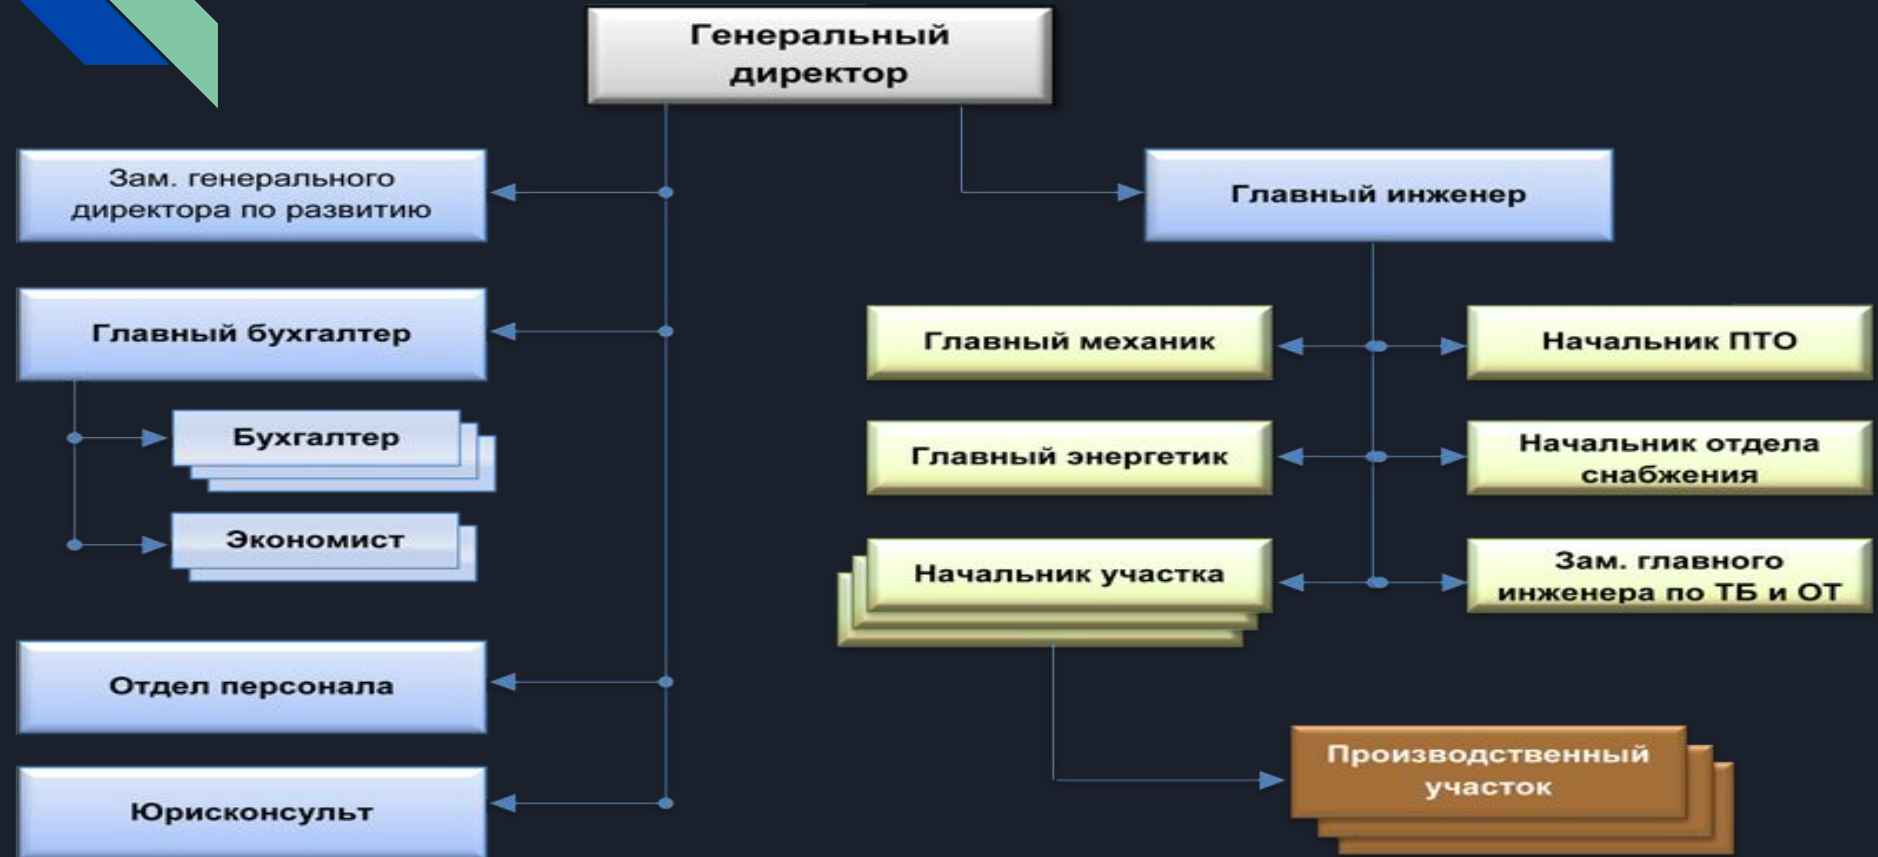 Генеральный
директор
Зам. генерального
директора по развитию
Главный инженер
Главный бухгалтер
Бухгалтер
Экономист
Отдел персонала
Юрисконсульт
Главный механик
Начальник ПТО
Главный энергетик
Начальник отдела
снабжения
Начальник участка
Зам. главного
инженера по ТБ и ОТ
Производственный
участок